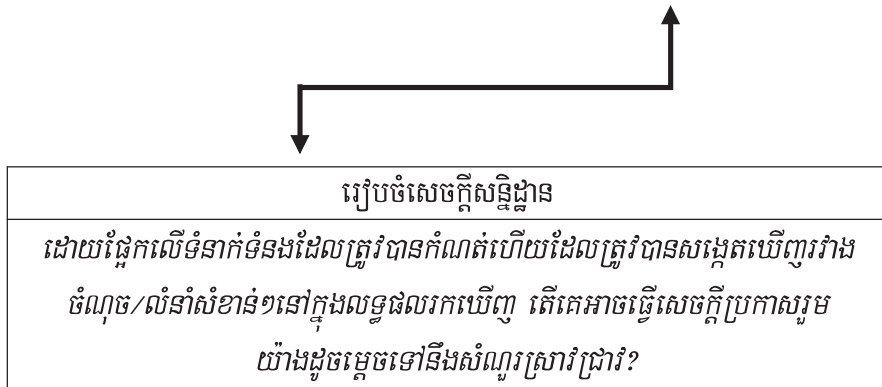 រៀបចំសេចក្តីសន្និដ្ឋាន
ដោយផ្អែកលើទំនាក់ទំនងដែលត្រូវបានកំណត់ហើយដែលត្រូវបានសង្កេតឃើញរវាង
ចំណុច/លំនាំសំខាន់ៗនៅក្នុងលទ្ធផលរកឃើញ តើគេអាចធ្វើសេចក្តីប្រកាសរួម
យ៉ាងដូចម្តេចទៅនឹងសំណួរស្រាវជ្រាវ?